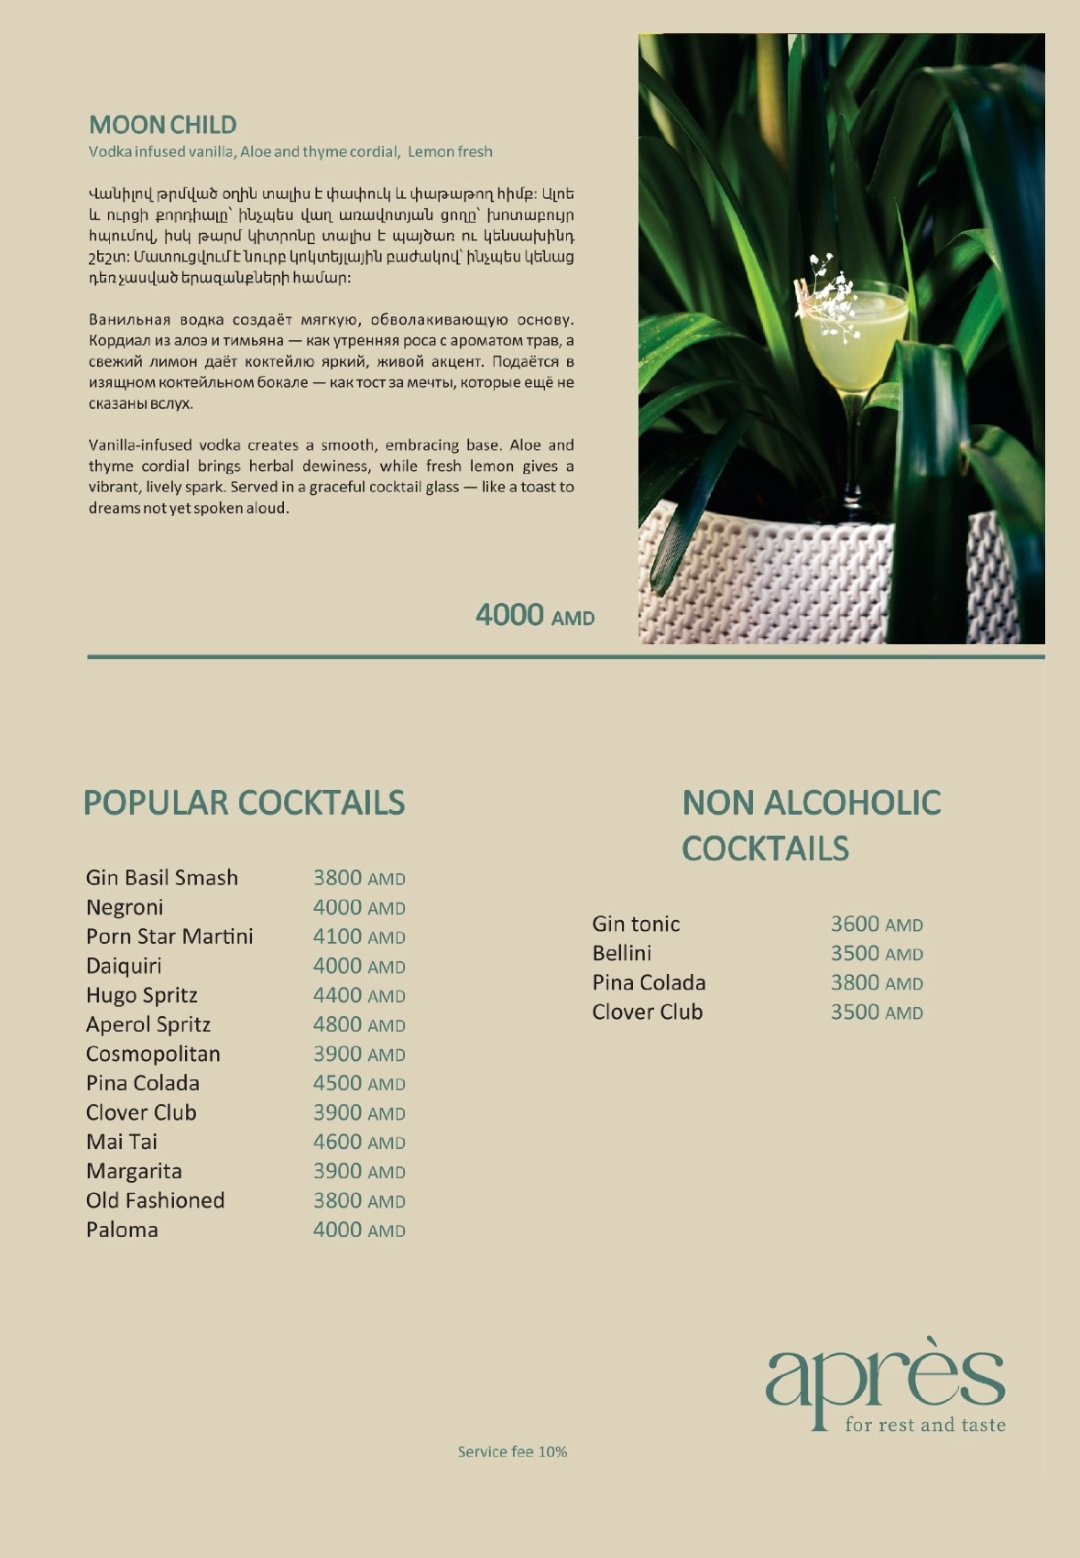 MOON CHILD
Vodka infused vanilla, Aloe and thyme cordial, Lemon fresh
Վանիլով թրմված օղին տալիս է փափուկ և փաթաթող հիմք: Ալոե
և ուրցի քորդիալը՝ ինչպես վաղ առավոտյան ցողը՝ խոտաբույր
հպումով, իսկ թարմ կիտրոնը տալիս է պայծառ ու կենսախինդ
շեշտ: Մատուցվում է նուրբ կոկտեյլային բաժակով՝ ինչպես կենաց
դեռ չասված երազանքների համար:
Ванильная водка создаёт мягкую, обволакивающую основу.
Кордиал из алоэ и тимьяна — как утренняя роса с ароматом трав, а
свежий лимон даёт коктейлю яркий, живой акцент. Подаётся в
изящном коктейльном бокале — как тост за мечты, которые ещё не
сказаны вслух.
Vanilla-infused vodka creates a smooth, embracing base. Aloe and
thyme cordial brings herbal dewiness, while fresh lemon gives a
vibrant, lively spark. Served in a graceful cocktail glass — like a toast to
dreams not yet spoken aloud.
4000 AMD
POPULAR COCKTAILS
Gin Basil Smash 3800 AMD
Negroni 4000 AMD
Porn Star Martini 4100 AMD
Daiquiri 4000 AMD
Hugo Spritz 4400 AMD
Aperol Spritz 4800 AMD
Cosmopolitan 3900 AMD
Pina Colada 4500 AMD
Clover Club 3900 AMD
Mai Tai 4600 AMD
Margarita 3900 AMD
Old Fashioned 3800 AMD
Paloma 4000 AMD
NON ALCOHOLIC
COCKTAILS
Gin tonic 3600 AMD
Bellini 3500 AMD
Pina Colada 3800 AMD
Clover Club 3500 AMD
après
for rest and taste
Service fee 10%